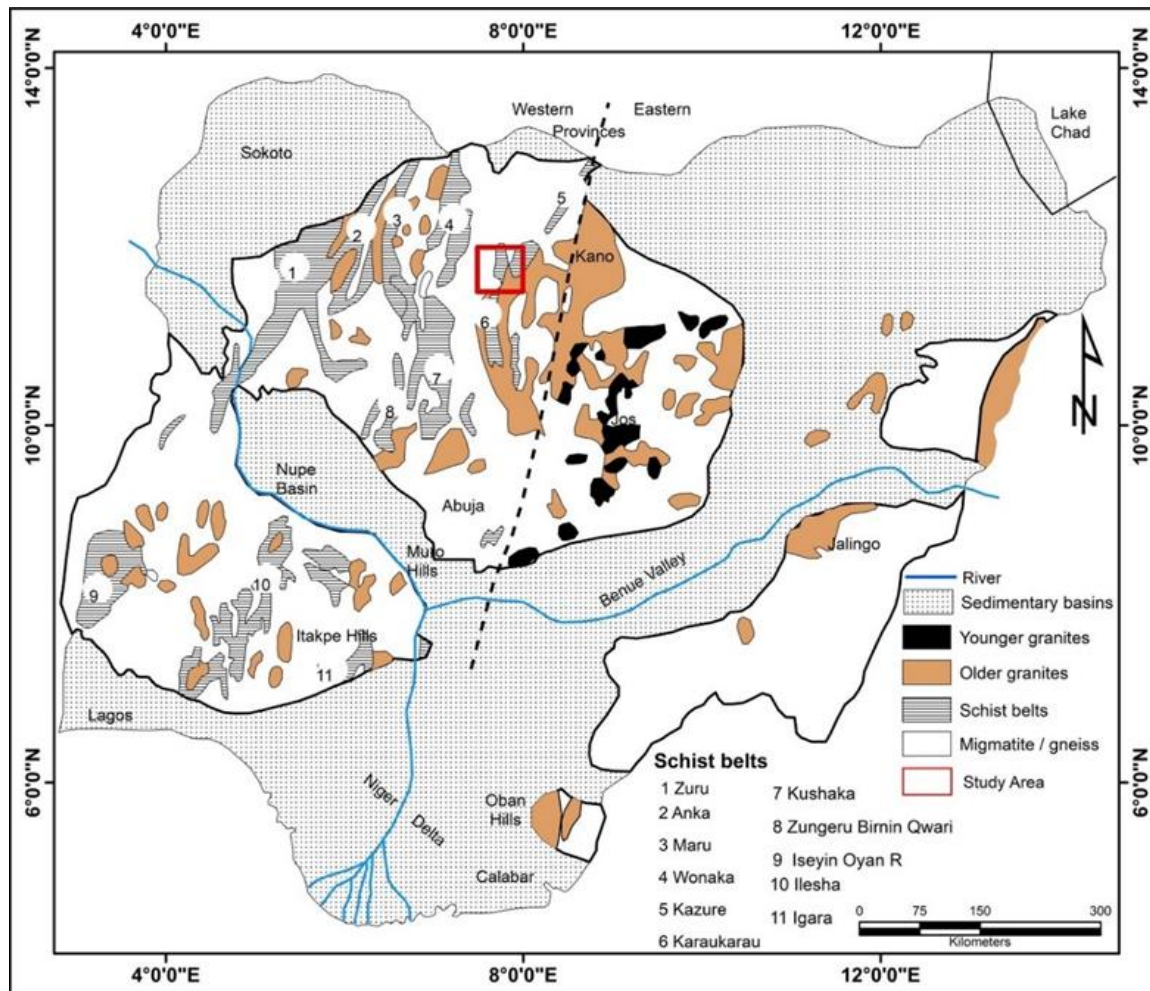 4°0'0"E 8°0'0"E 12°0'0"E
14°0'0"N
14°0'0"N
Western Eastern
Provinces
Lake
Chad
Sokoto
5
3
4
2
1
Kano
6
7
8
Jos
10°0'0"N
10°0'0"N
N
Nupe
Basin
Abuja
Muro
Hills
Benue Valley
Jalingo
9
10
Itakpe Hills
11
Lagos
River
Sedimentary basins
Younger granites
Older granites
Schist belts
Migmatite / gneiss
Study Area
6°0'0"N
6°0'0"N
Niger
Delta
Oban
Hills
Calabar
Schist belts
1 Zuru
2 Anka
3 Maru
4 Wonaka
5 Kazure
6 Karaukarau
7 Kushaka
8 Zungeru Birnin Qwari
9 Iseyin Oyan R
10 Ilesha
11 Igara
0 75 150 300
Kilometers
4°0'0"E 8°0'0"E 12°0'0"E